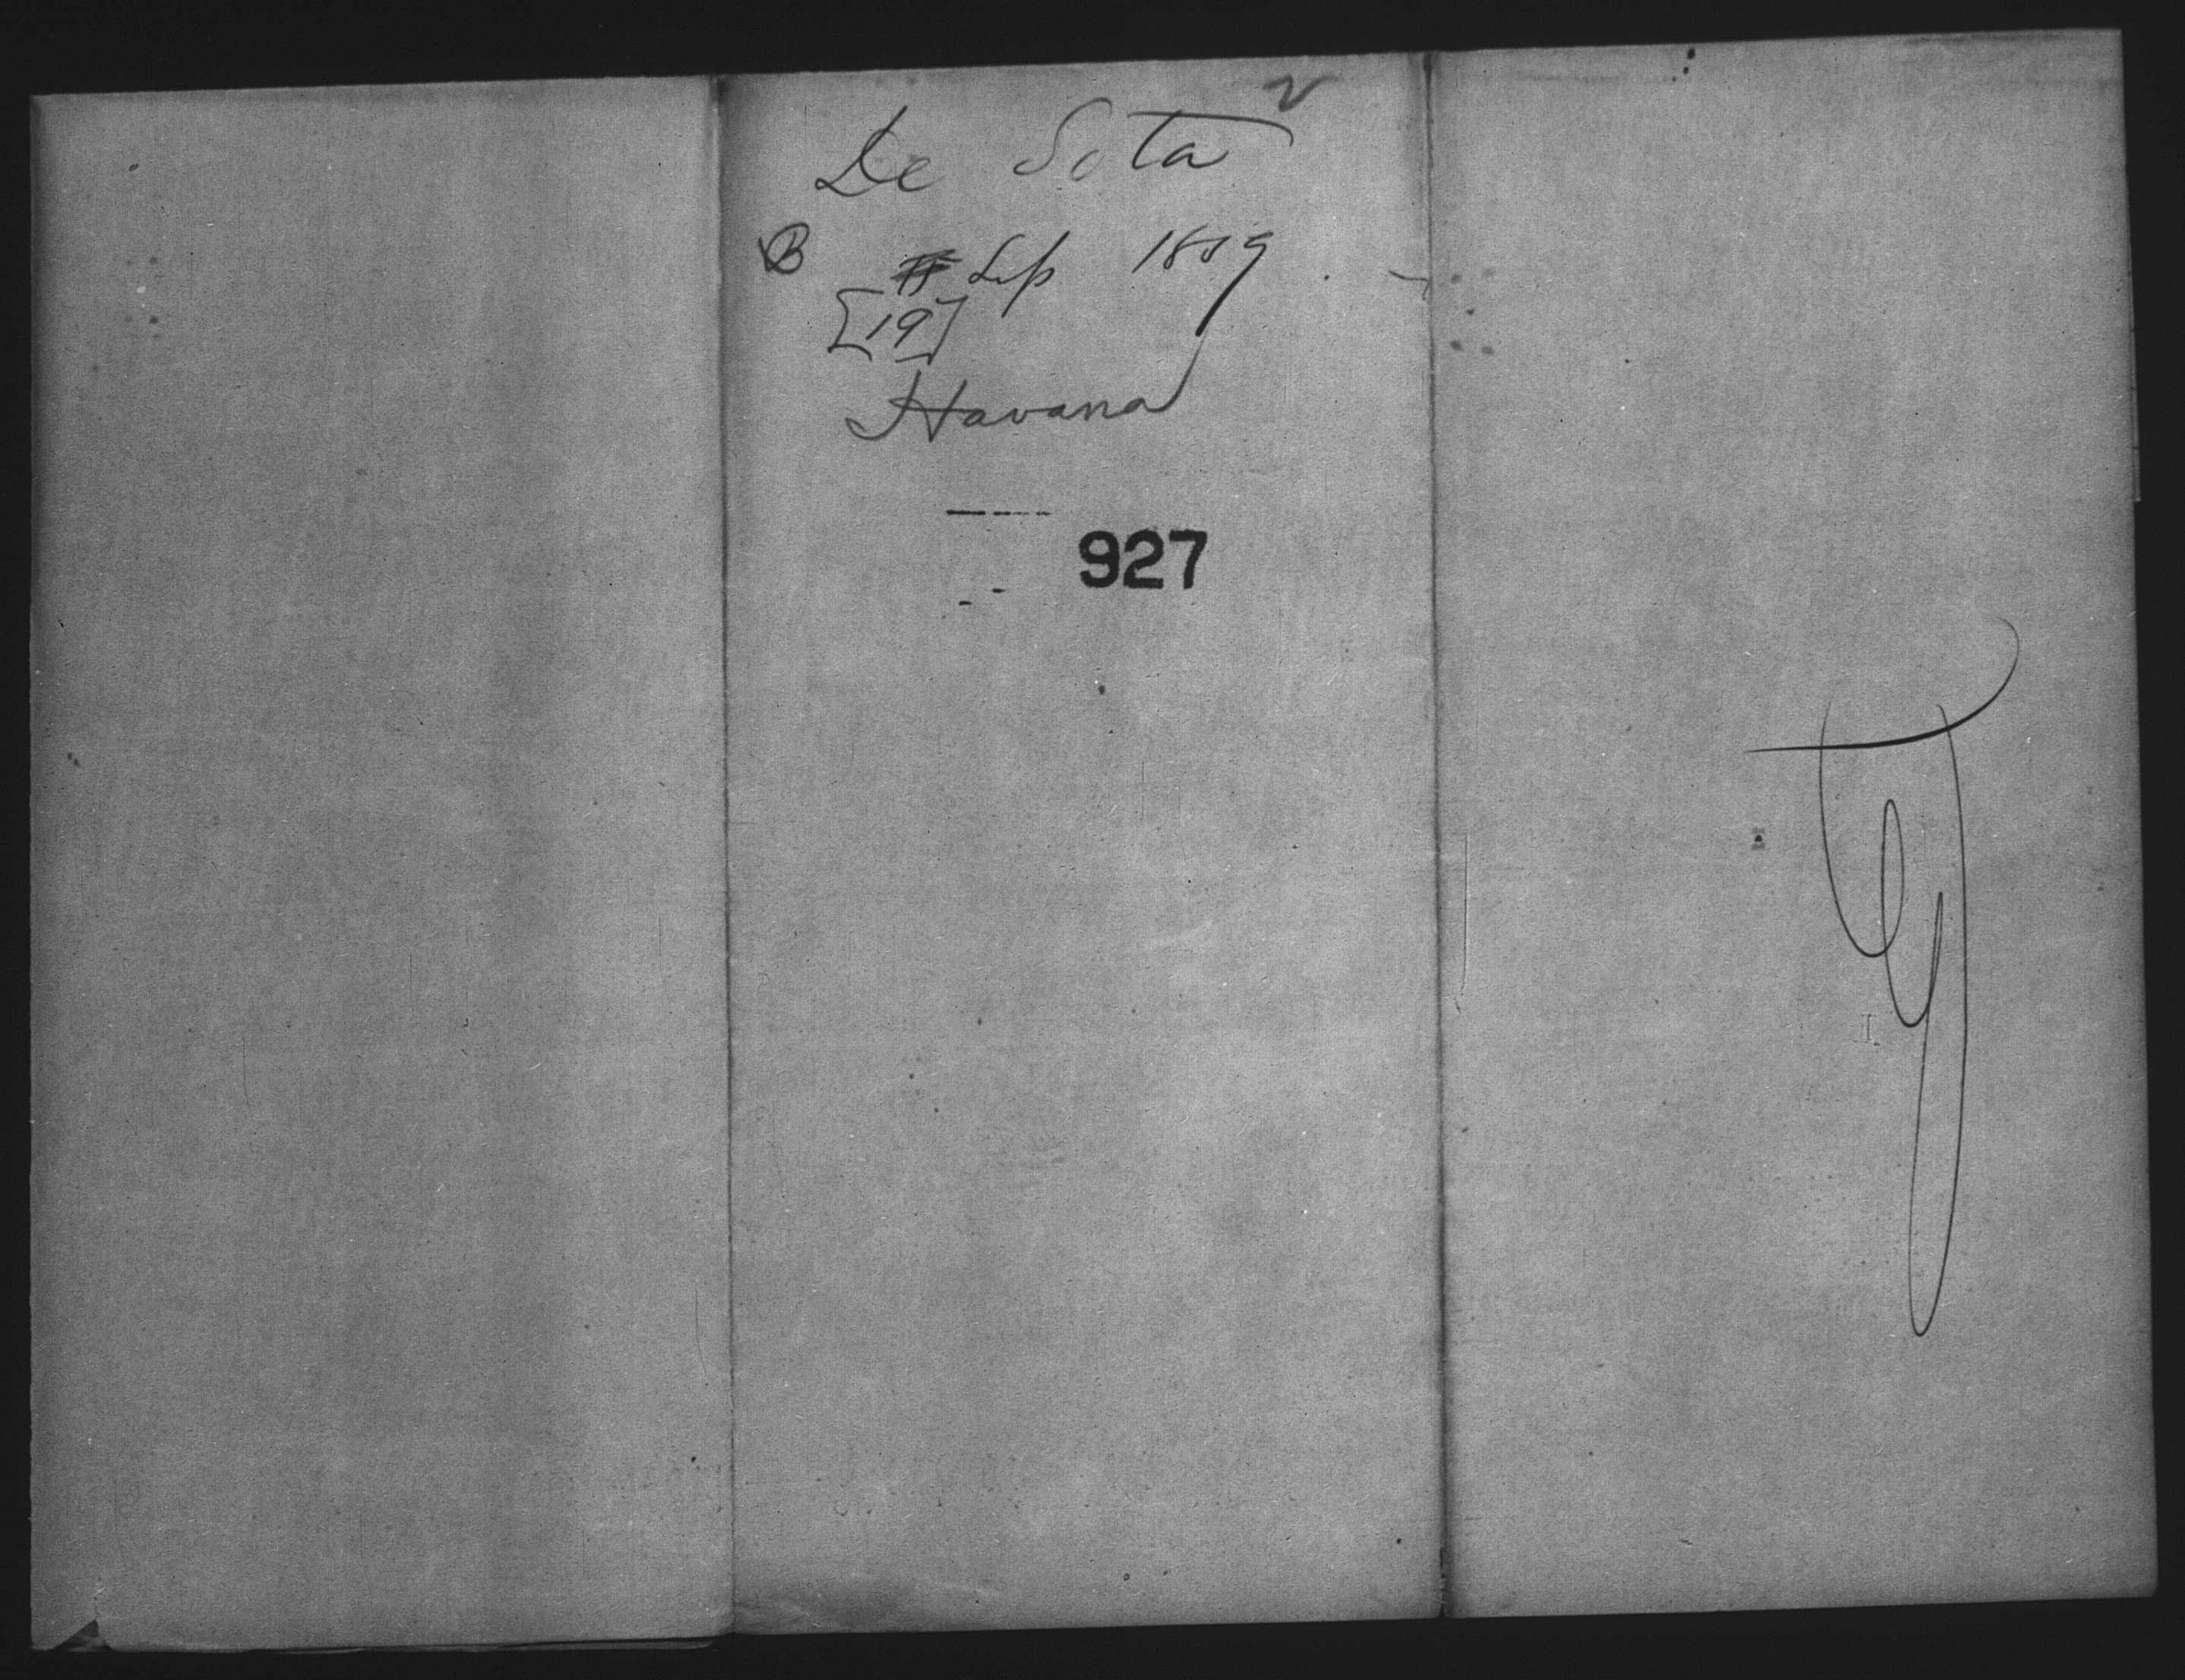 De Sota
B Sep 1859
[19]
Havana
927